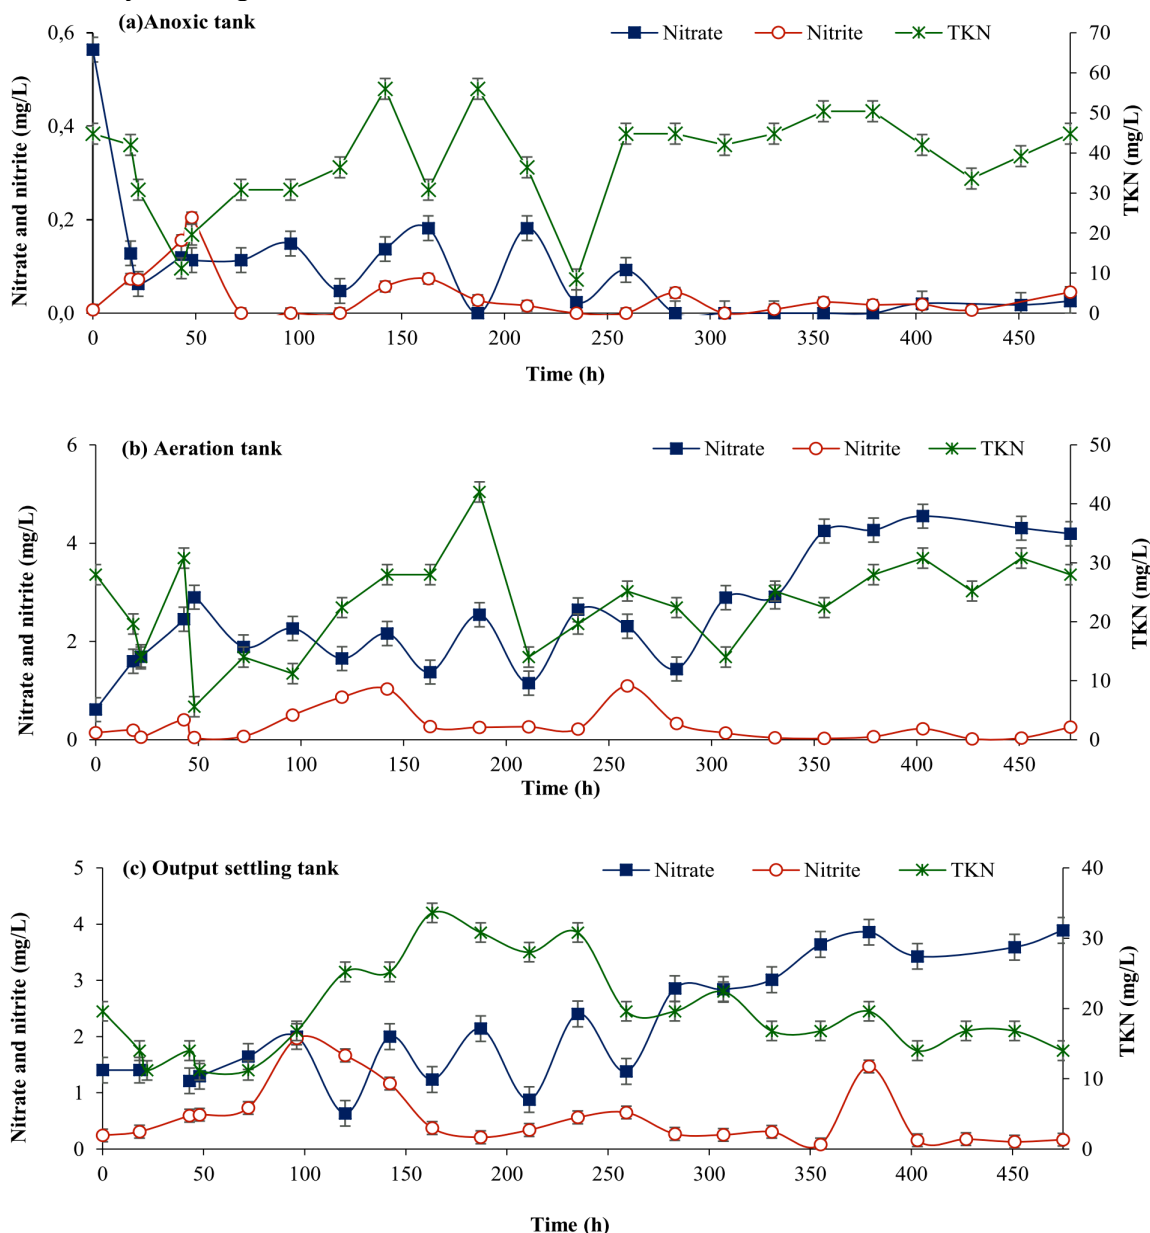 (a)Anoxic tank
Nitrate Nitrite TKN
Nitrate and nitrite (mg/L)
0,6
0,4
0,2
0,0
70
60
50
40
30
20
10
0
TKN (mg/L)
0 50 100 150 200 250 300 350 400 450
Time (h)
(b) Aeration tank
Nitrate Nitrite TKN
Nitrate and nitrite (mg/L)
6
4
2
0
50
40
30
20
10
0
TKN (mg/L)
0 50 100 150 200 250 300 350 400 450
Time (h)
(c) Output settling tank
Nitrate Nitrite TKN
Nitrate and nitrite (mg/L)
5
4
3
2
1
0
40
30
20
10
0
TKN (mg/L)
0 50 100 150 200 250 300 350 400 450
Time (h)